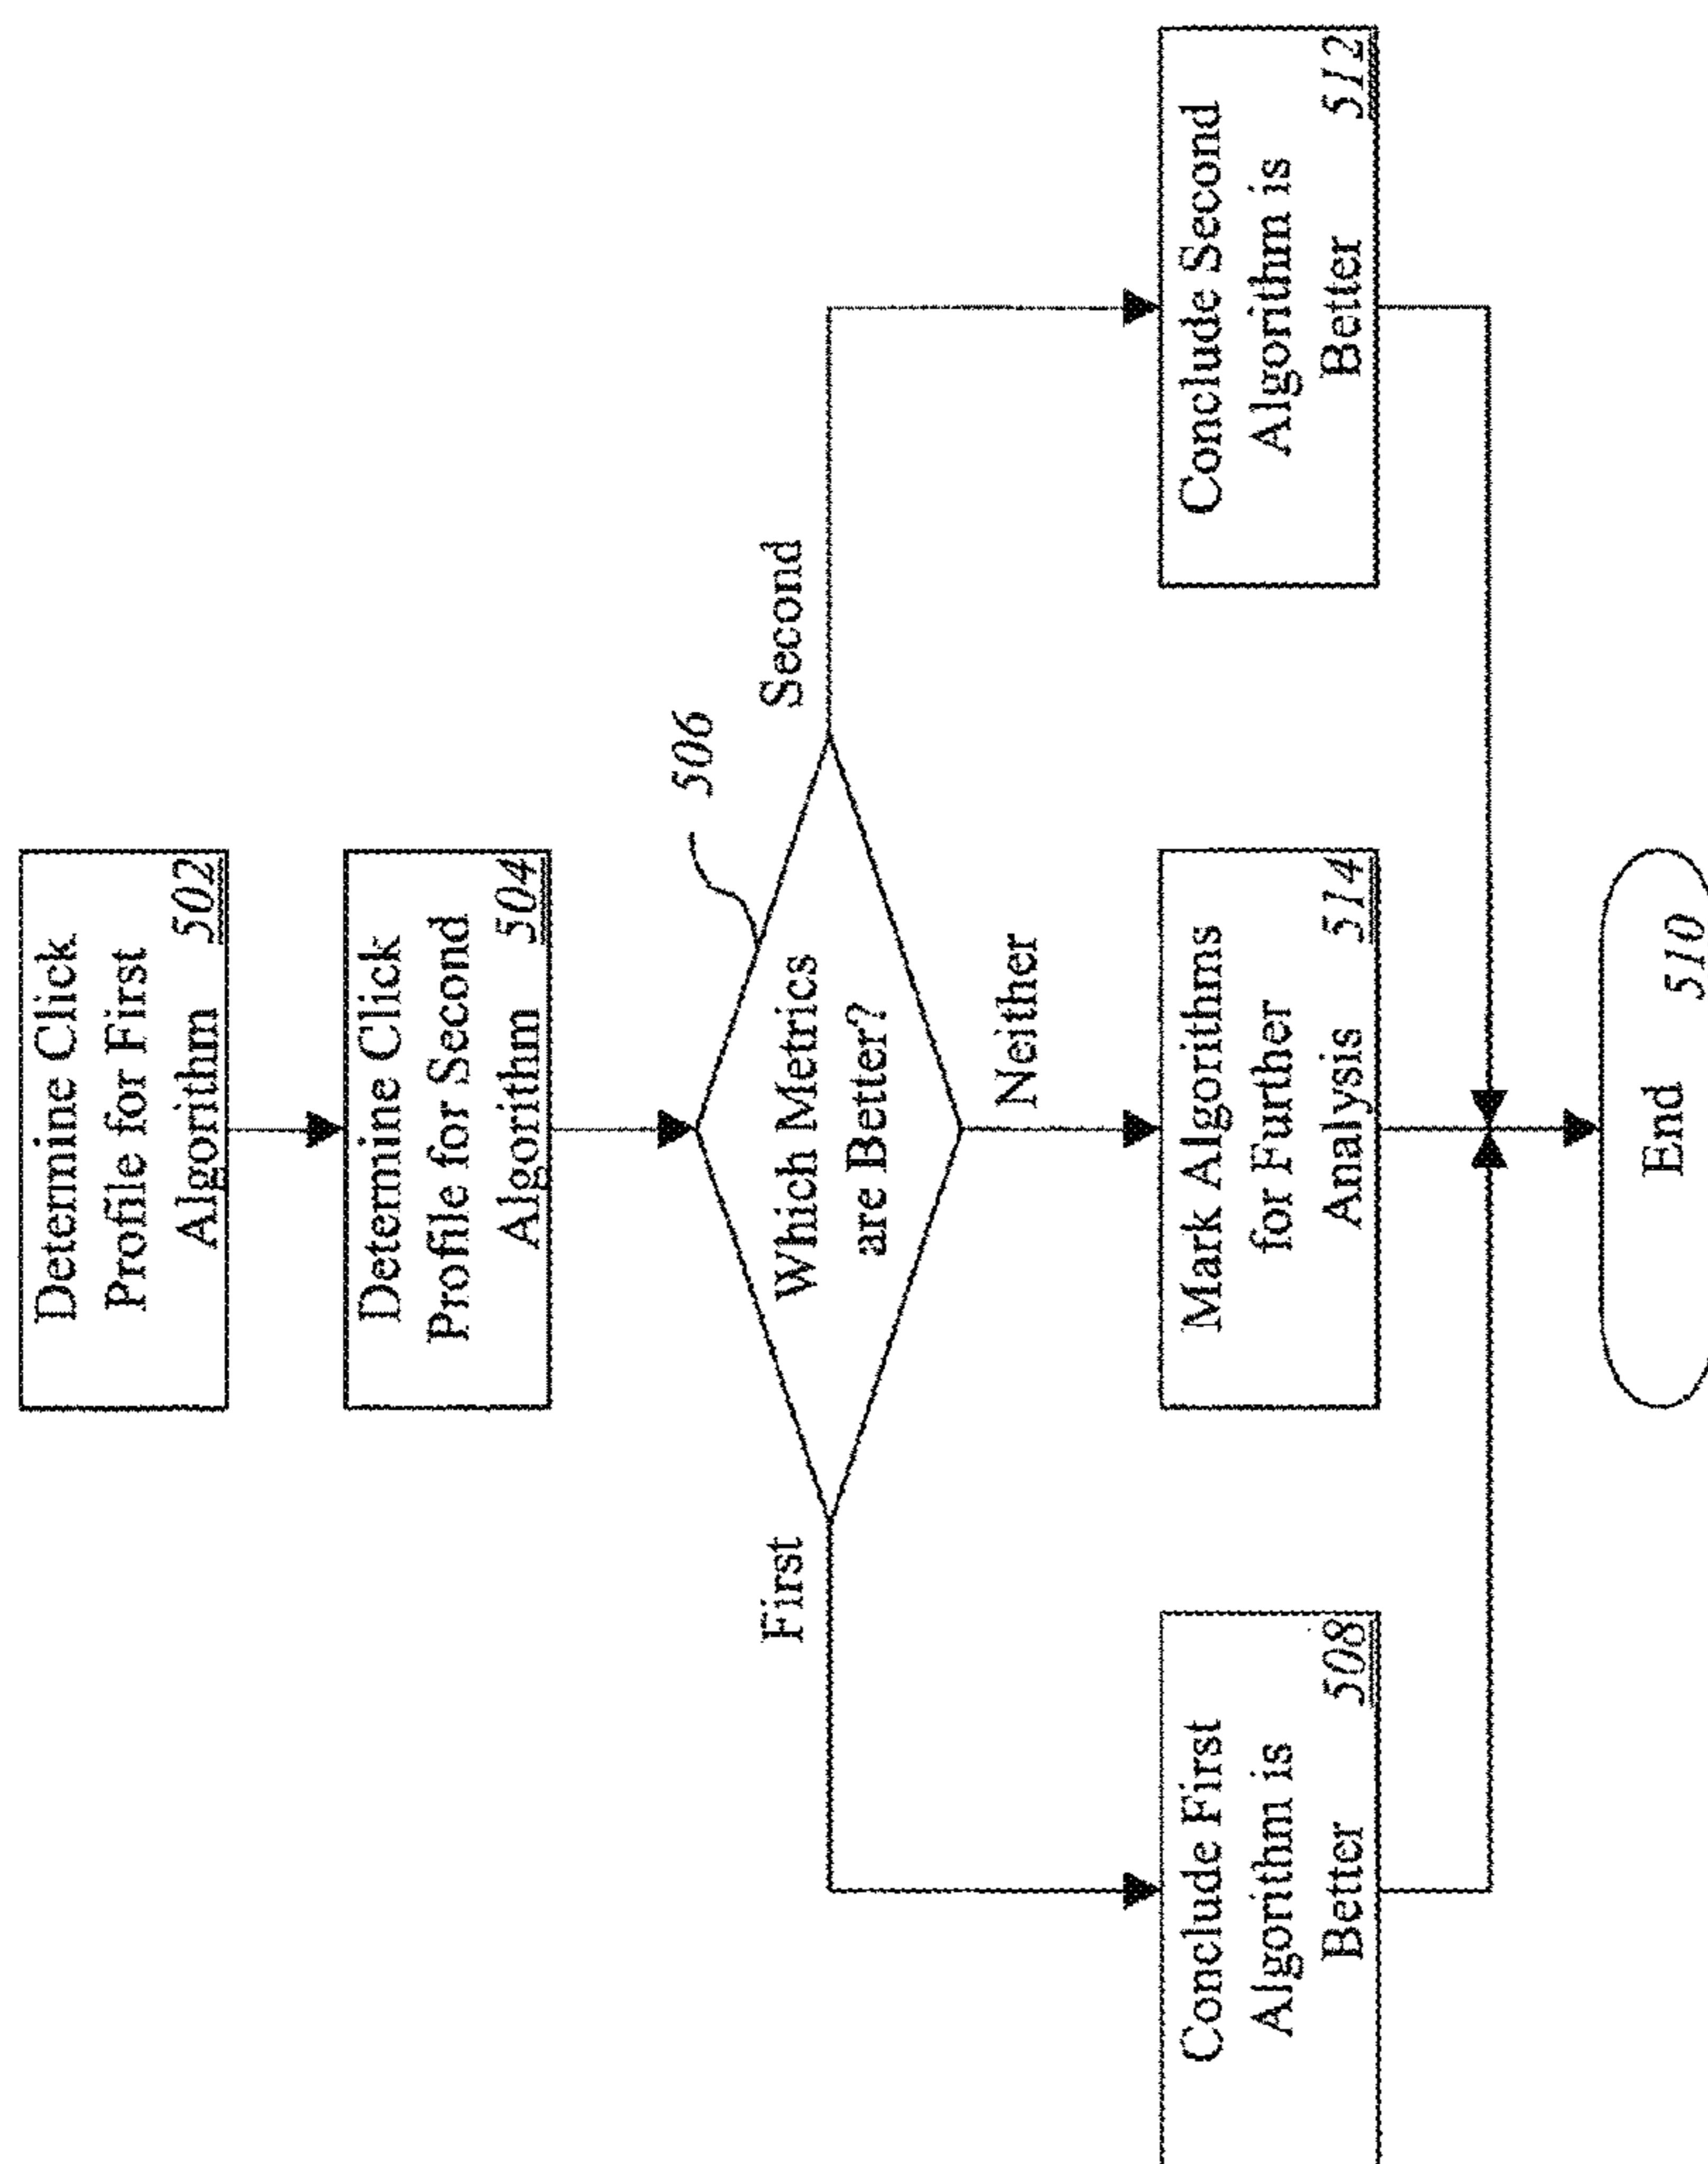 Determine Click
Profile for First
Algorithm 502
Determine Click
Profile for Second
Algorithm 504
506
Which Metrics
are Better?
First
Second
Neither
Conclude First
Algorithm is
Better 508
Mark Algorithms
for Further
Analysis 514
Conclude Second
Algorithm is
Better 512
End 510